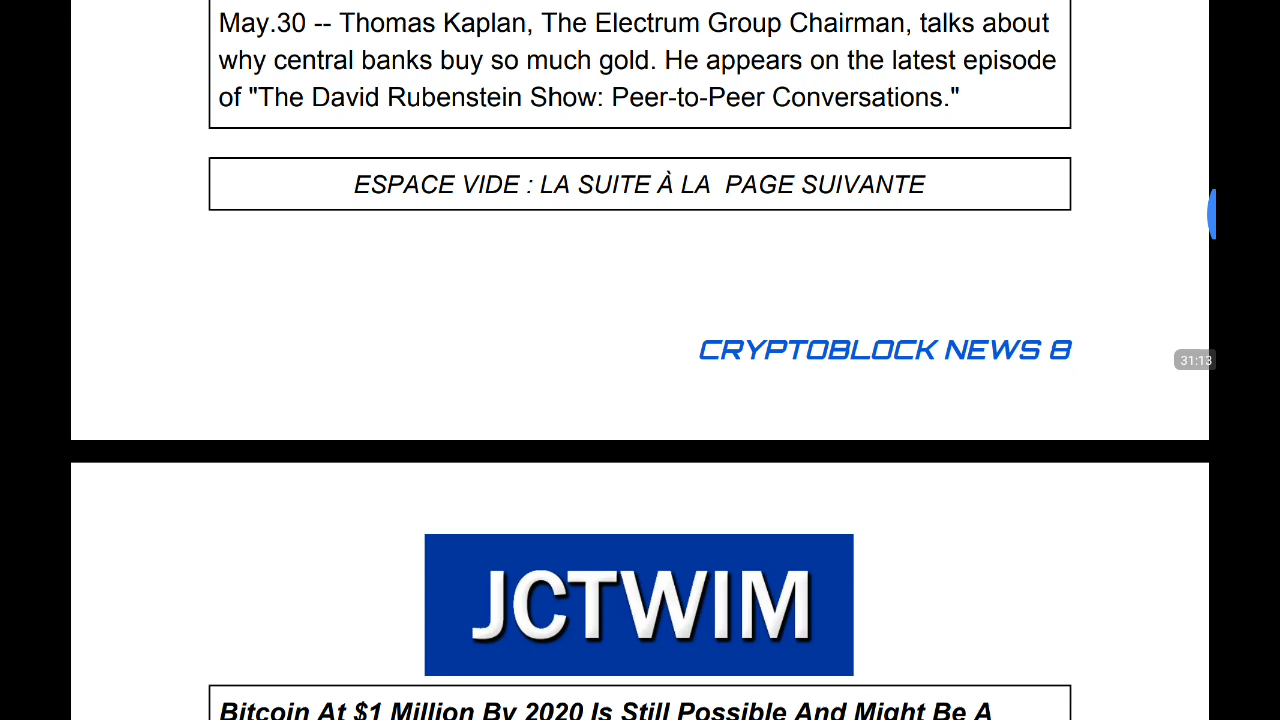 May.30 -- Thomas Kaplan, The Electrum Group Chairman, talks about
why central banks buy so much gold. He appears on the latest episode
of "The David Rubenstein Show: Peer-to-Peer Conversations."
ESPACE VIDE : LA SUITE À LA  PAGE SUIVANTE
CRYPTOBLOCK NEWS 8
31:13
JCTWIM
Bitcoin At $1 Million By 2020 Is Still Possible And Might Be A